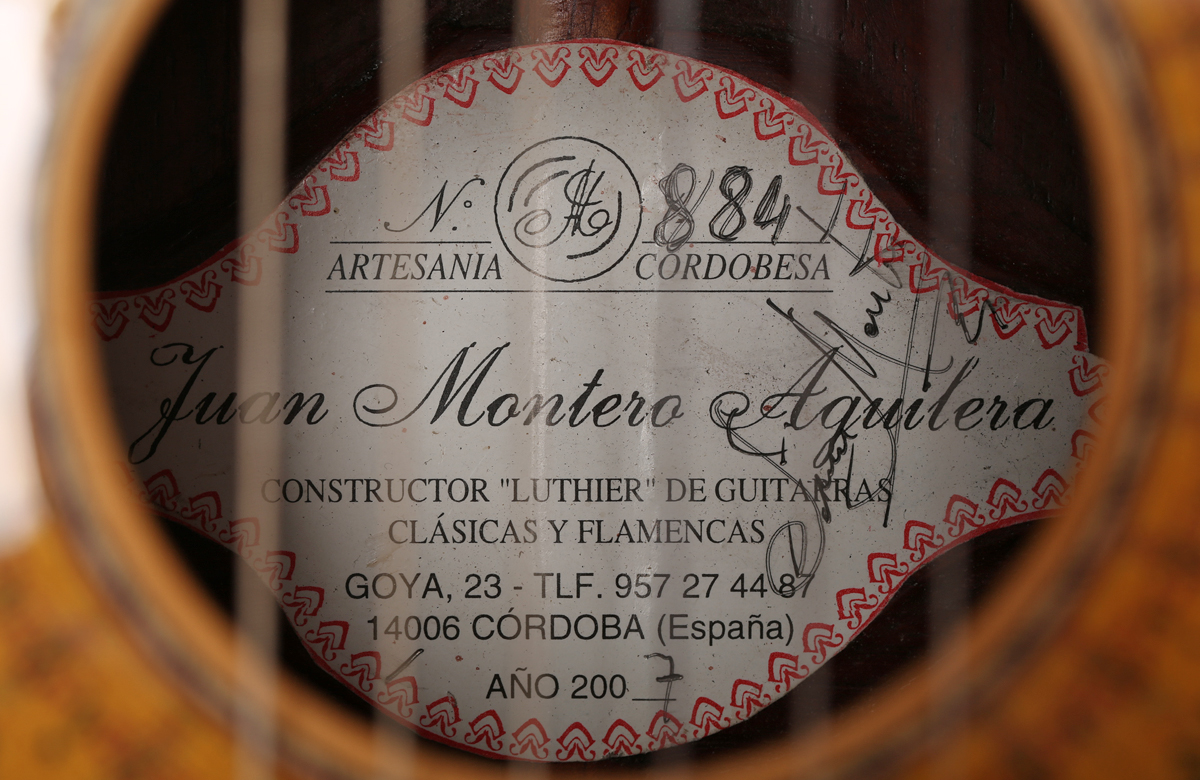 N.º 884
ARTESANIA CORDOBESA
Juan Montero Aguilera
CONSTRUCTOR "LUTHIER" DE GUITARRAS
CLÁSICAS Y FLAMENCAS
GOYA, 23 - TLF. 957 27 44 87
14006 CÓRDOBA (España)
AÑO 2007